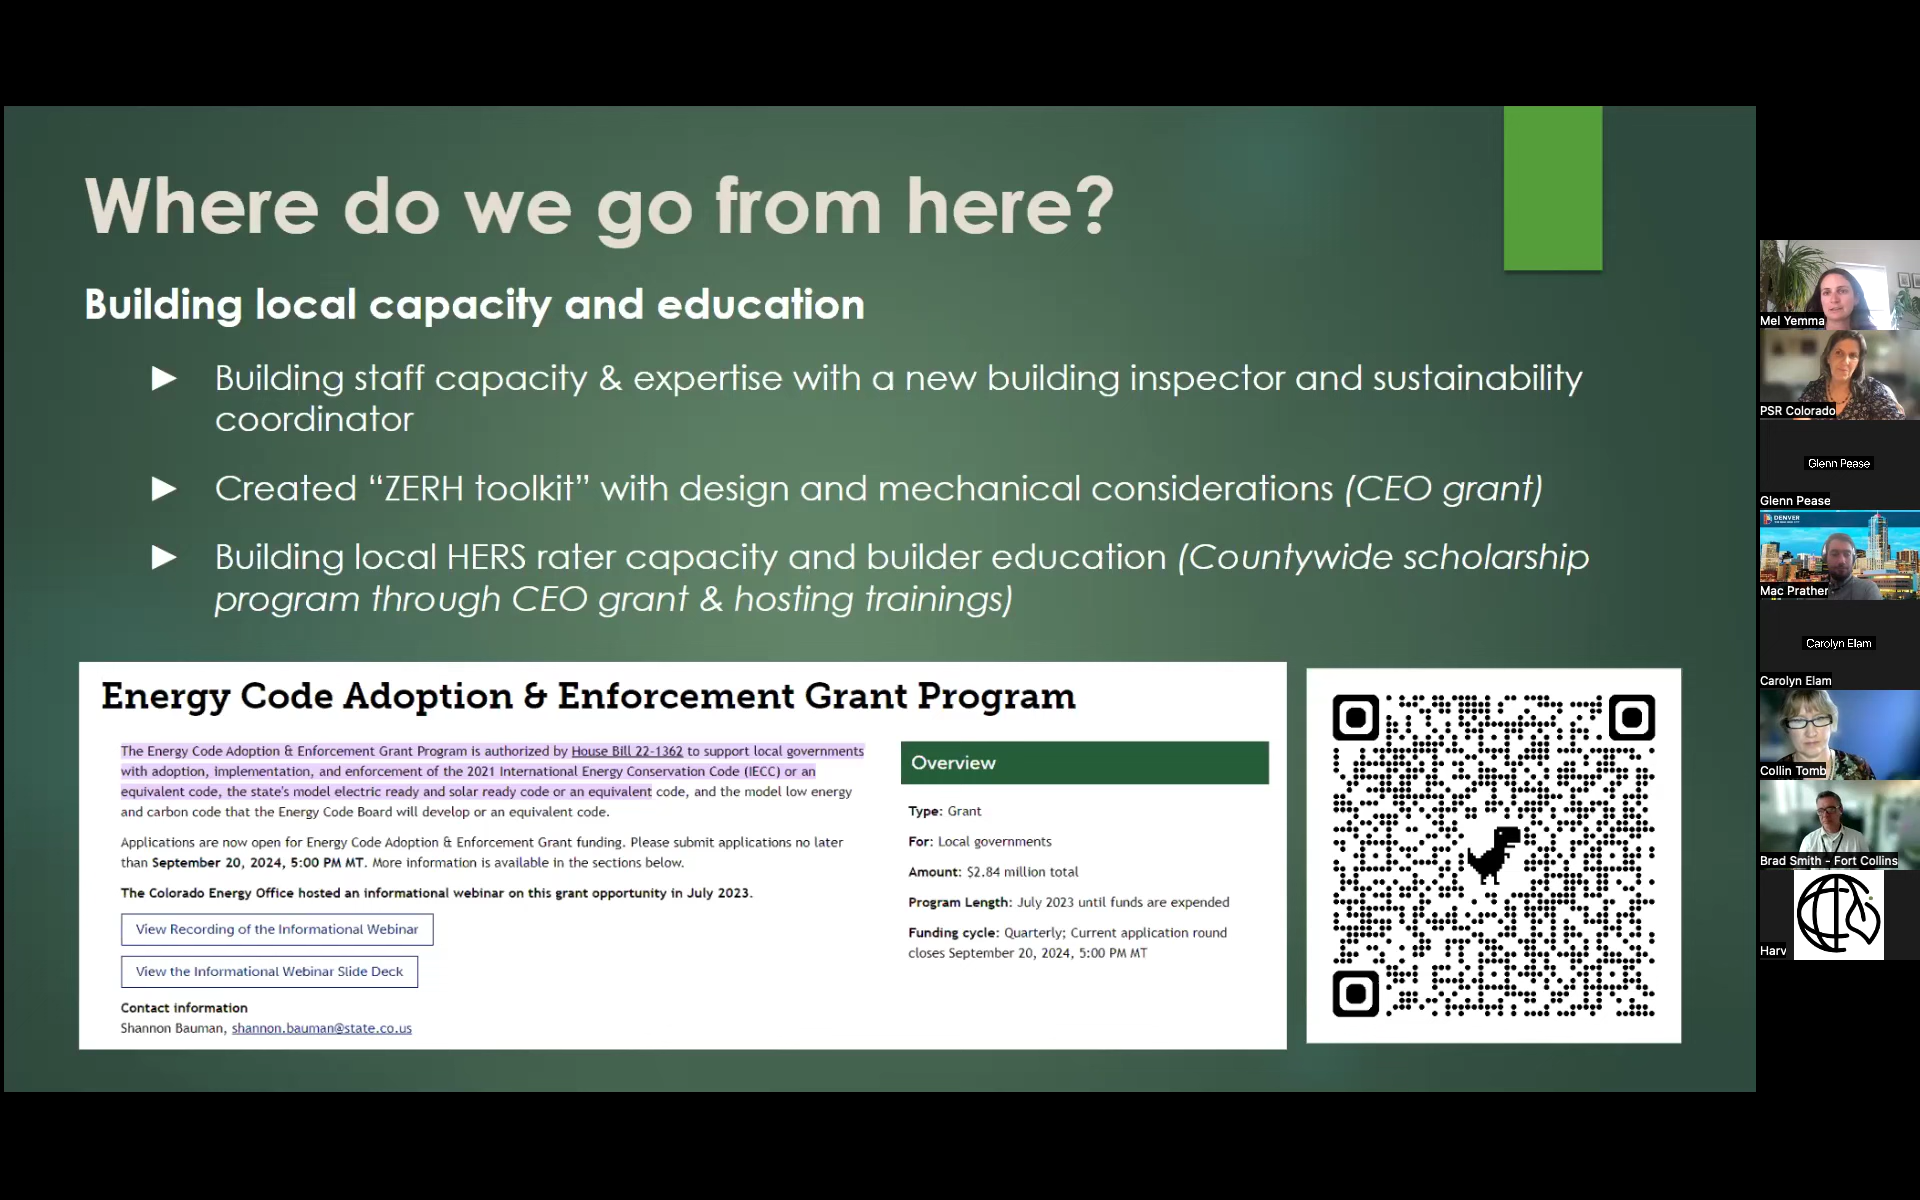 Where do we go from here?
Building local capacity and education
► Building staff capacity & expertise with a new building inspector and sustainability
coordinator
► Created “ZERH toolkit” with design and mechanical considerations (CEO grant)
► Building local HERS rater capacity and builder education (Countywide scholarship
program through CEO grant & hosting trainings)
Energy Code Adoption & Enforcement Grant Program
The Energy Code Adoption & Enforcement Grant Program is authorized by House Bill 22-1362 to support local governments
with adoption, implementation, and enforcement of the 2021 International Energy Conservation Code (IECC) or an
equivalent code, the state's model electric ready and solar ready code or an equivalent code, and the model low energy
and carbon code that the Energy Code Board will develop or an equivalent code.
Applications are now open for Energy Code Adoption & Enforcement Grant funding. Please submit applications no later
than September 20, 2024, 5:00 PM MT. More information is available in the sections below.
The Colorado Energy Office hosted an informational webinar on this grant opportunity in July 2023.
View Recording of the Informational Webinar
View the Informational Webinar Slide Deck
Contact information
Shannon Bauman, shannon.bauman@state.co.us
Overview
Type: Grant
For: Local governments
Amount: $2.84 million total
Program Length: July 2023 until funds are expended
Funding cycle: Quarterly; Current application round
closes September 20, 2024, 5:00 PM MT
Mel Yemma
PSR Colorado
Glenn Pease
Glenn Pease
DENVER
Mac Prather
Carolyn Elam
Carolyn Elam
Collin Tomb
Brad Smith - Fort Collins
Harv